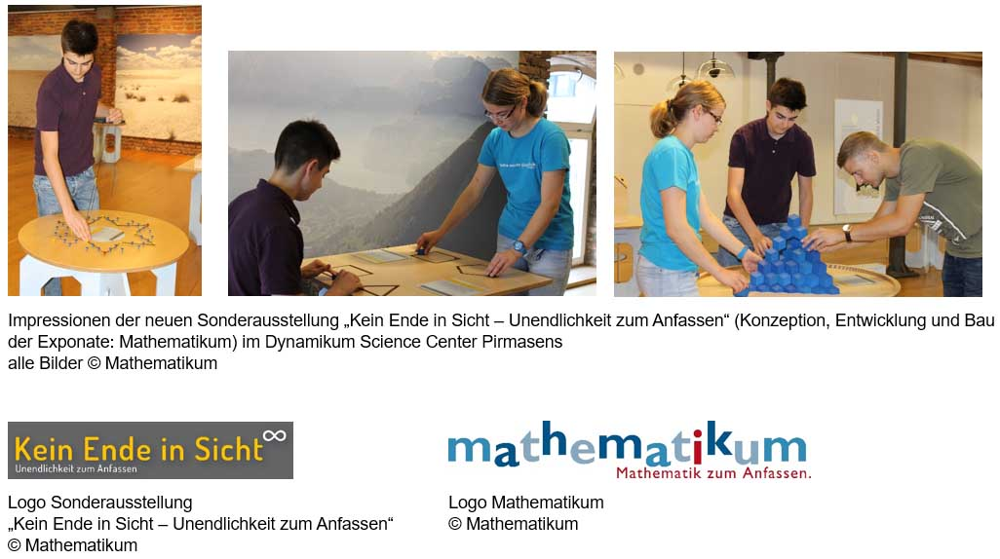 Impressionen der neuen Sonderausstellung „Kein Ende in Sicht – Unendlichkeit zum Anfassen“ (Konzeption, Entwicklung und Bau
der Exponate: Mathematikum) im Dynamikum Science Center Pirmasens
alle Bilder © Mathematikum
Kein Ende in Sicht∞
Unendlichkeit zum Anfassen
mathematikum
Mathematik zum Anfassen.
Logo Sonderausstellung
„Kein Ende in Sicht – Unendlichkeit zum Anfassen“
© Mathematikum
Logo Mathematikum
© Mathematikum